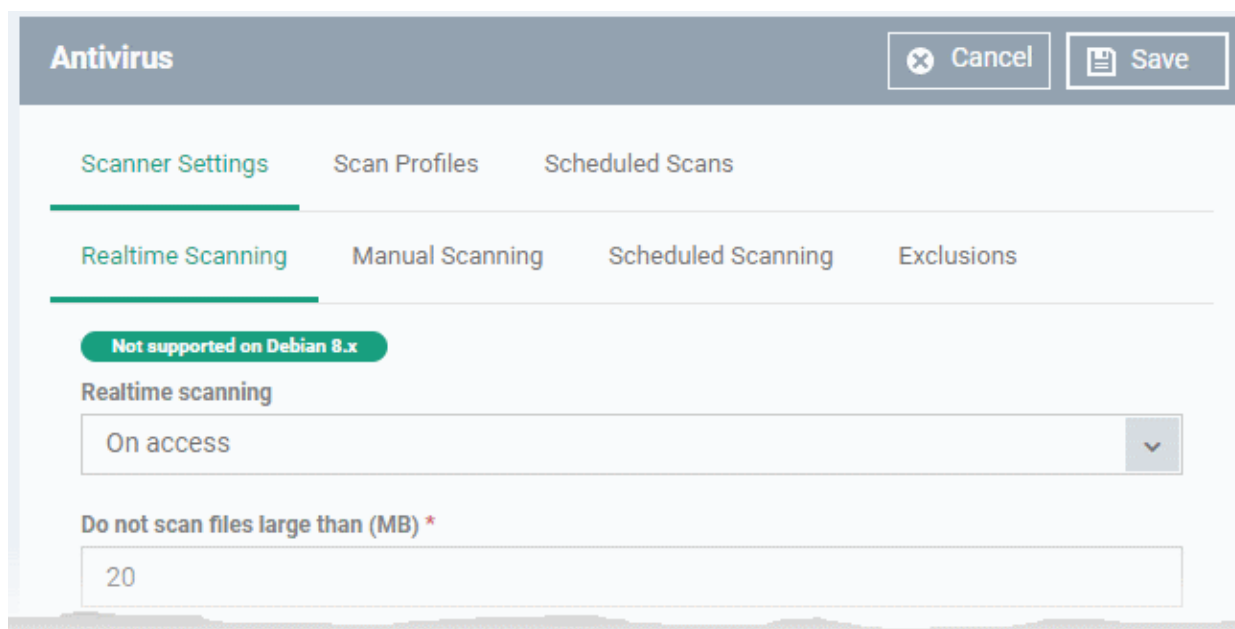 Antivirus Cancel Save
Scanner Settings Scan Profiles Scheduled Scans
Realtime Scanning Manual Scanning Scheduled Scanning Exclusions
Not supported on Debian 8.x
Realtime scanning
On access
Do not scan files large than (MB) *
20